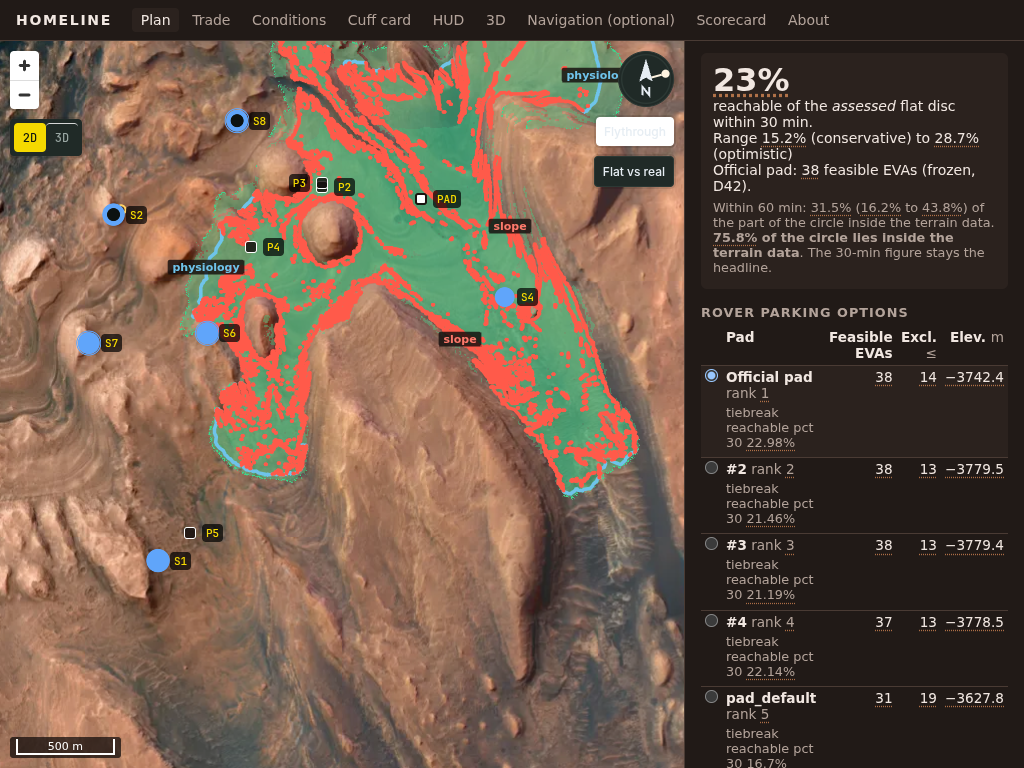 HOMELINE
Plan
Trade
Conditions
Cuff card
HUD
3D
Navigation (optional)
Scorecard
About
+
−
2D
3D
S8
S2
P3
P2
PAD
physiolo
N
Flythrough
Flat vs real
slope
P4
physiology
S4
S6
S7
slope
P5
S1
500 m
23%
reachable of the assessed flat disc
within 30 min.
Range 15.2% (conservative) to 28.7%
(optimistic)
Official pad: 38 feasible EVAs (frozen,
D42).
Within 60 min: 31.5% (16.2% to 43.8%) of
the part of the circle inside the terrain data.
75.8% of the circle lies inside the
terrain data. The 30-min figure stays the
headline.
ROVER PARKING OPTIONS
Pad Feasible EVAs Excl. ≤ Elev. m
Official pad 38 14 −3742.4
rank 1
tiebreak
reachable pct
30 22.98%
#2 rank 2 38 13 −3779.5
tiebreak
reachable pct
30 21.46%
#3 rank 3 38 13 −3779.4
tiebreak
reachable pct
30 21.19%
#4 rank 4 37 13 −3778.5
tiebreak
reachable pct
30 22.14%
pad_default 31 19 −3627.8
rank 5
tiebreak
reachable pct
30 16.7%